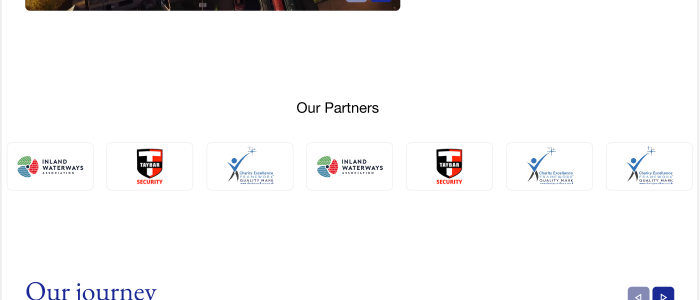 Our Partners
INLAND
WATERWAYS
ASSOCIATION
TAYBAR
SECURITY
Charity Excellence
FRAMEWORK
QUALITY MARK
INLAND
WATERWAYS
ASSOCIATION
TAYBAR
SECURITY
Charity Excellence
FRAMEWORK
QUALITY MARK
Charity Excellence
FRAMEWORK
QUALITY MARK
Our journey